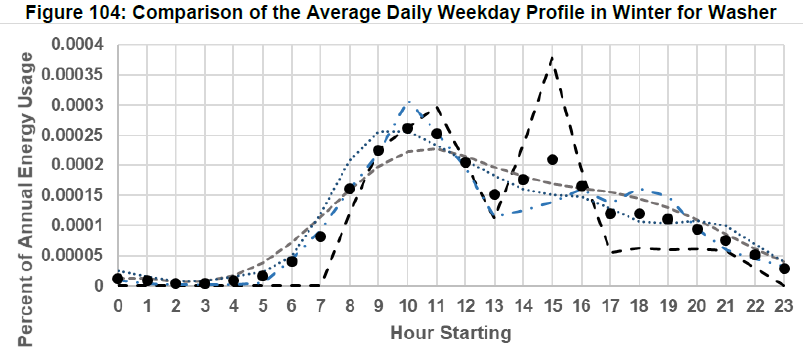 Figure 104: Comparison of the Average Daily Weekday Profile in Winter for Washer
Percent of Annual Energy Usage
0.0004
0.00035
0.0003
0.00025
0.0002
0.00015
0.0001
0.00005
0
0 1 2 3 4 5 6 7 8 9 10 11 12 13 14 15 16 17 18 19 20 21 22 23
Hour Starting